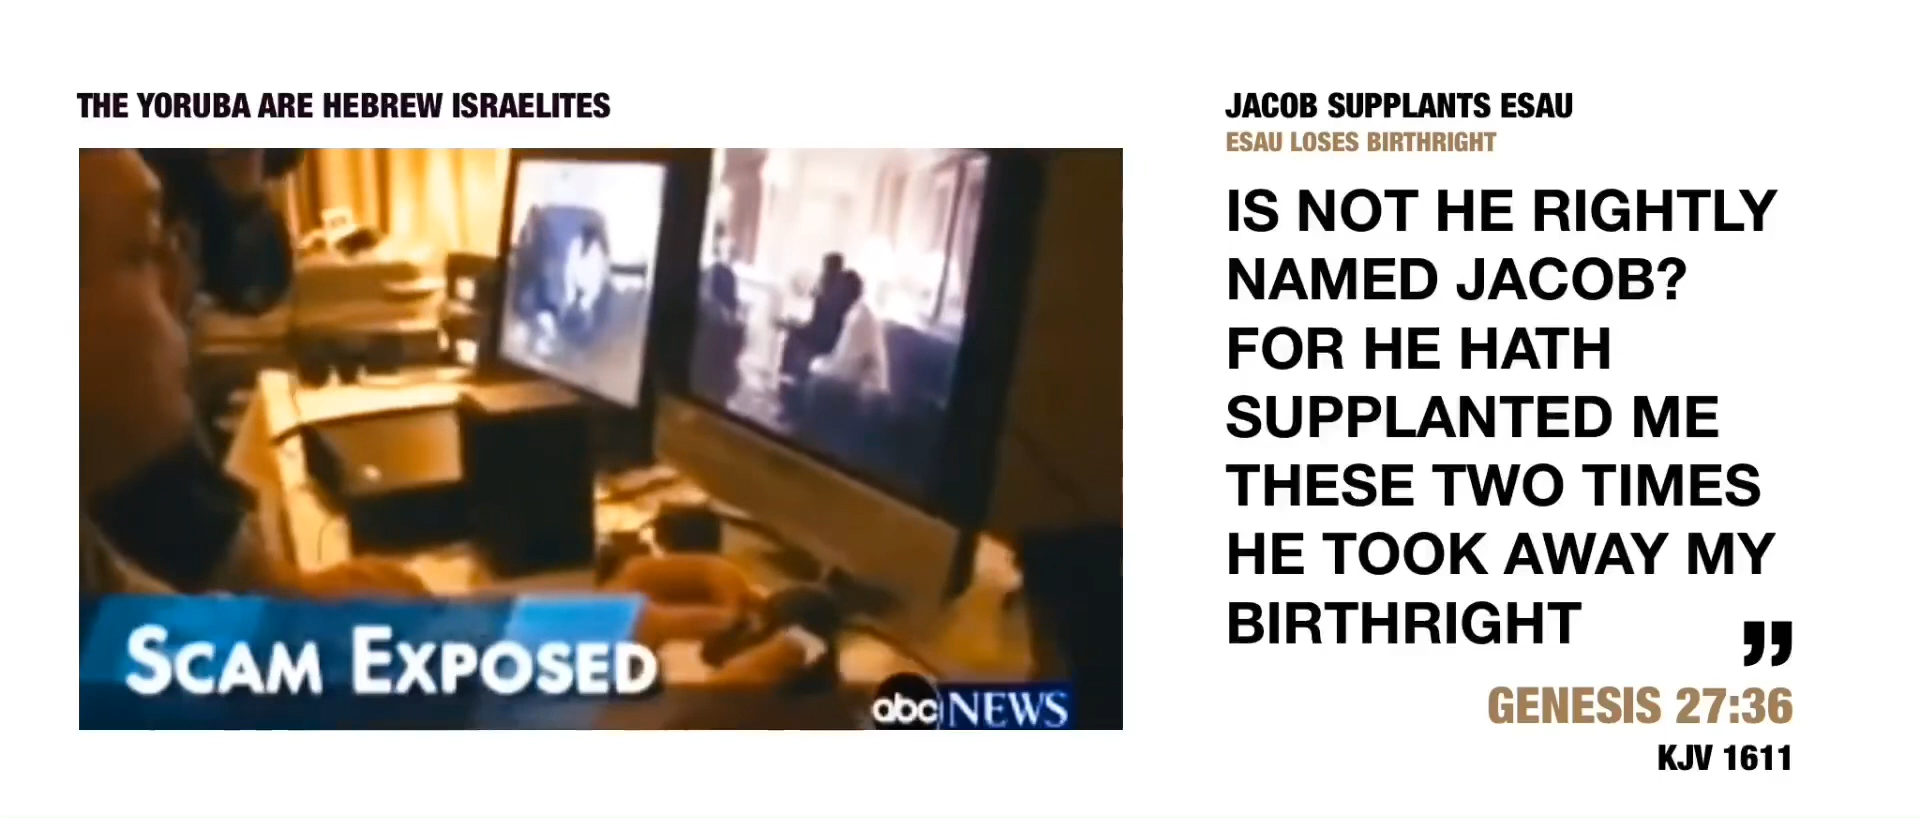 THE YORUBA ARE HEBREW ISRAELITES
SCAM EXPOSED
abc NEWS
JACOB SUPPLANTS ESAU
ESAU LOSES BIRTHRIGHT
IS NOT HE RIGHTLY
NAMED JACOB?
FOR HE HATH
SUPPLANTED ME
THESE TWO TIMES
HE TOOK AWAY MY
BIRTHRIGHT
”
GENESIS 27:36
KJV 1611